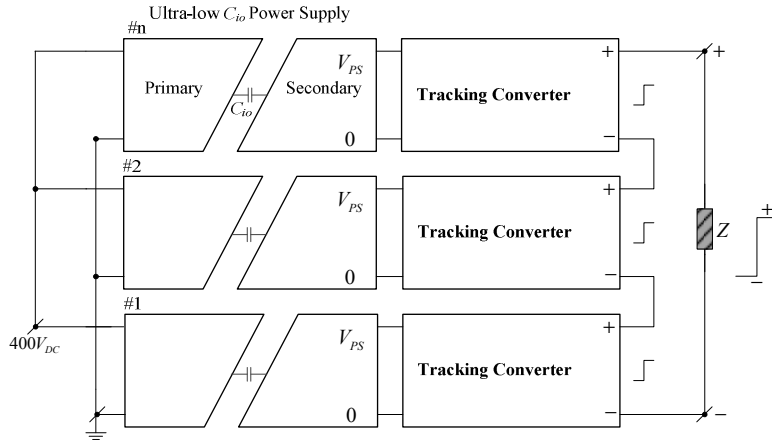 Ultra-low C_io Power Supply
#n
Primary
C_io
Secondary
V_PS
0
Tracking Converter
+
−
+
#2
V_PS
0
Tracking Converter
+
−
Z
+
−
#1
400V_DC
V_PS
0
Tracking Converter
+
−
−